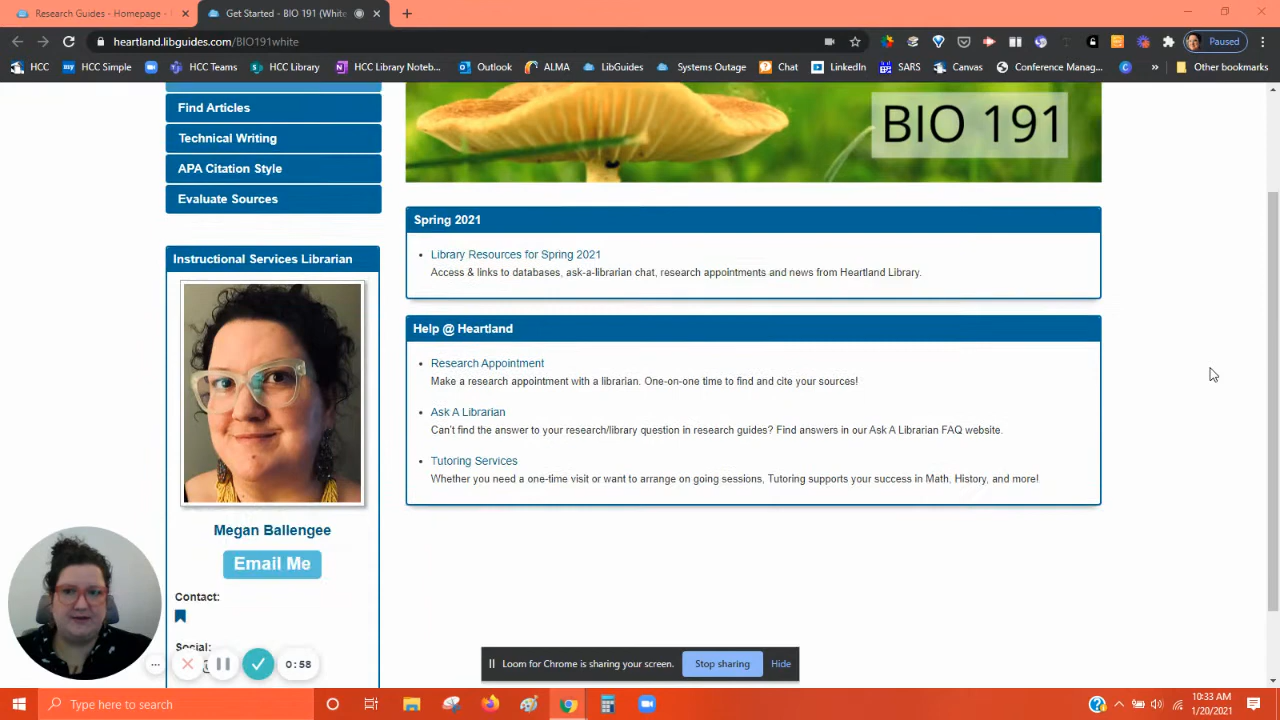 Research Guides - Homepage -
Get Started - BIO 191 (White
heartland.libguides.com/BIO191white
Paused
HCC
HCC Simple
HCC Teams
HCC Library
HCC Library Noteb...
Outlook
ALMA
LibGuides
Systems Outage
Chat
LinkedIn
SARS
Canvas
Conference Manag...
Other bookmarks
Find Articles
Technical Writing
APA Citation Style
Evaluate Sources
BIO 191
Spring 2021
Library Resources for Spring 2021
Access & links to databases, ask-a-librarian chat, research appointments and news from Heartland Library.
Instructional Services Librarian
Help @ Heartland
Research Appointment
Make a research appointment with a librarian. One-on-one time to find and cite your sources!
Ask A Librarian
Can't find the answer to your research/library question in research guides? Find answers in our Ask A Librarian FAQ website.
Tutoring Services
Whether you need a one-time visit or want to arrange on going sessions, Tutoring supports your success in Math, History, and more!
Megan Ballengee
Email Me
Contact:
Social:
0:58
Loom for Chrome is sharing your screen.
Stop sharing
Hide
Type here to search
10:33 AM
1/20/2021